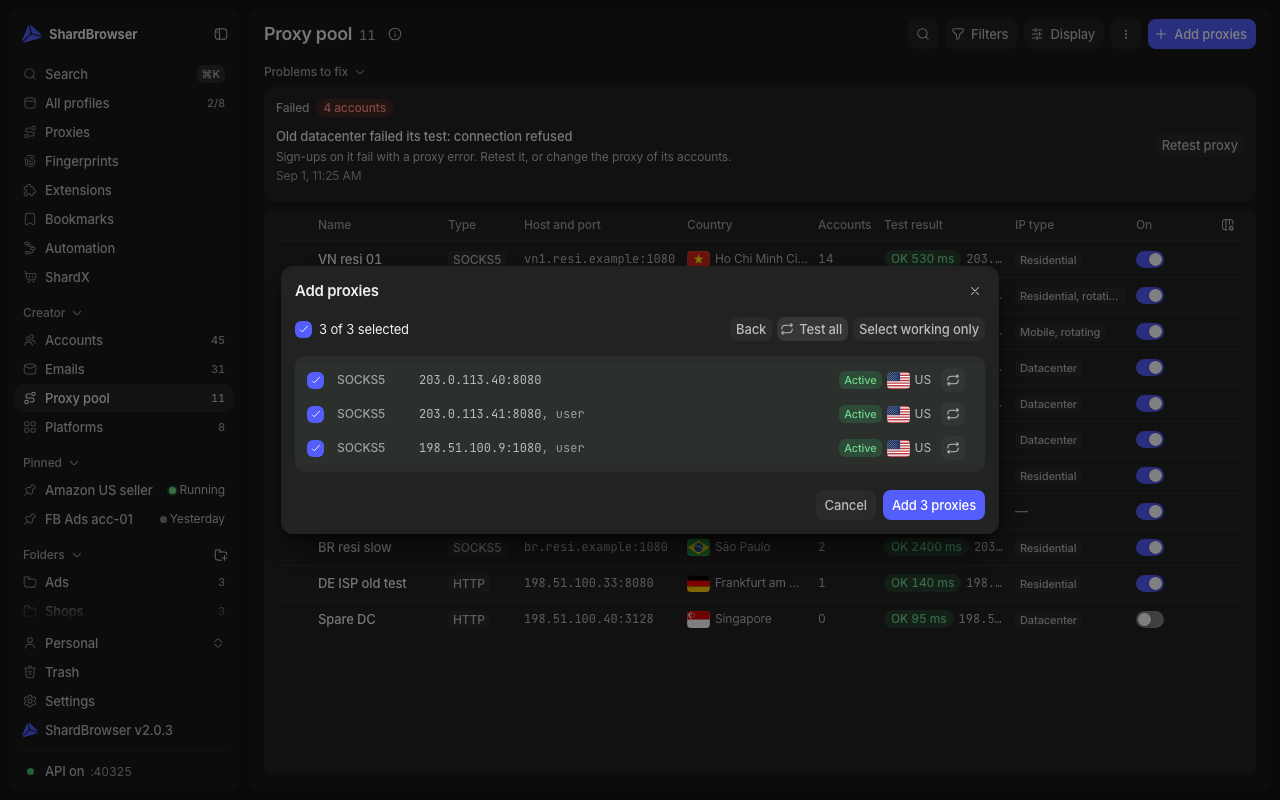 ShardBrowser
Search ⌘K
All profiles 2/8
Proxies
Fingerprints
Extensions
Bookmarks
Automation
ShardX
Creator
Accounts 45
Emails 31
Proxy pool 11
Platforms 8
Pinned
Amazon US seller Running
FB Ads acc-01 Yesterday
Folders
Ads 3
Shops 3
Personal
Trash
Settings
ShardBrowser v2.0.3
API on :40325
Proxy pool 11
Filters
Display
Add proxies
Problems to fix
Failed 4 accounts
Old datacenter failed its test: connection refused
Sign-ups on it fail with a proxy error. Retest it, or change the proxy of its accounts.
Sep 1, 11:25 AM
Retest proxy
Name Type Host and port Country Accounts Test result IP type On
VN resi 01 SOCKS5 vn1.resi.example:1080 Ho Chi Minh Ci... 14 OK 530 ms 203.... Residential
Residential, rotati...
Mobile, rotating
Datacenter
Datacenter
Datacenter
Residential
—
Add proxies
3 of 3 selected
Back
Test all
Select working only
SOCKS5 203.0.113.40:8080 Active US
SOCKS5 203.0.113.41:8080, user Active US
SOCKS5 198.51.100.9:1080, user Active US
Cancel
Add 3 proxies
BR resi slow SOCKS5 br.resi.example:1080 São Paulo 2 OK 2400 ms 203... Residential
DE ISP old test HTTP 198.51.100.33:8080 Frankfurt am ... 1 OK 140 ms 198.... Residential
Spare DC HTTP 198.51.100.40:3128 Singapore 0 OK 95 ms 198.5... Datacenter